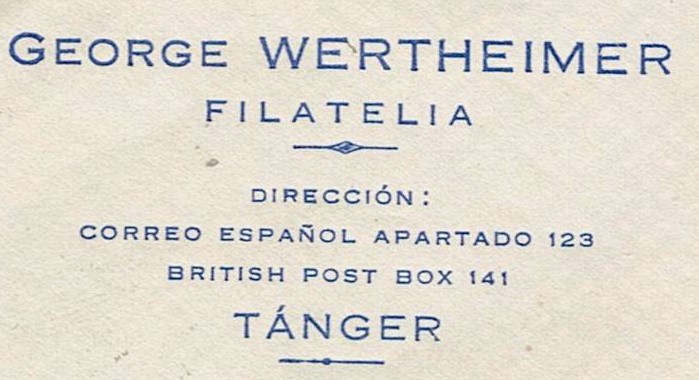 GEORGE WERTHEIMER
FILATELIA
DIRECCIÓN:
CORREO ESPAÑOL APARTADO 123
BRITISH POST BOX 141
TÁNGER